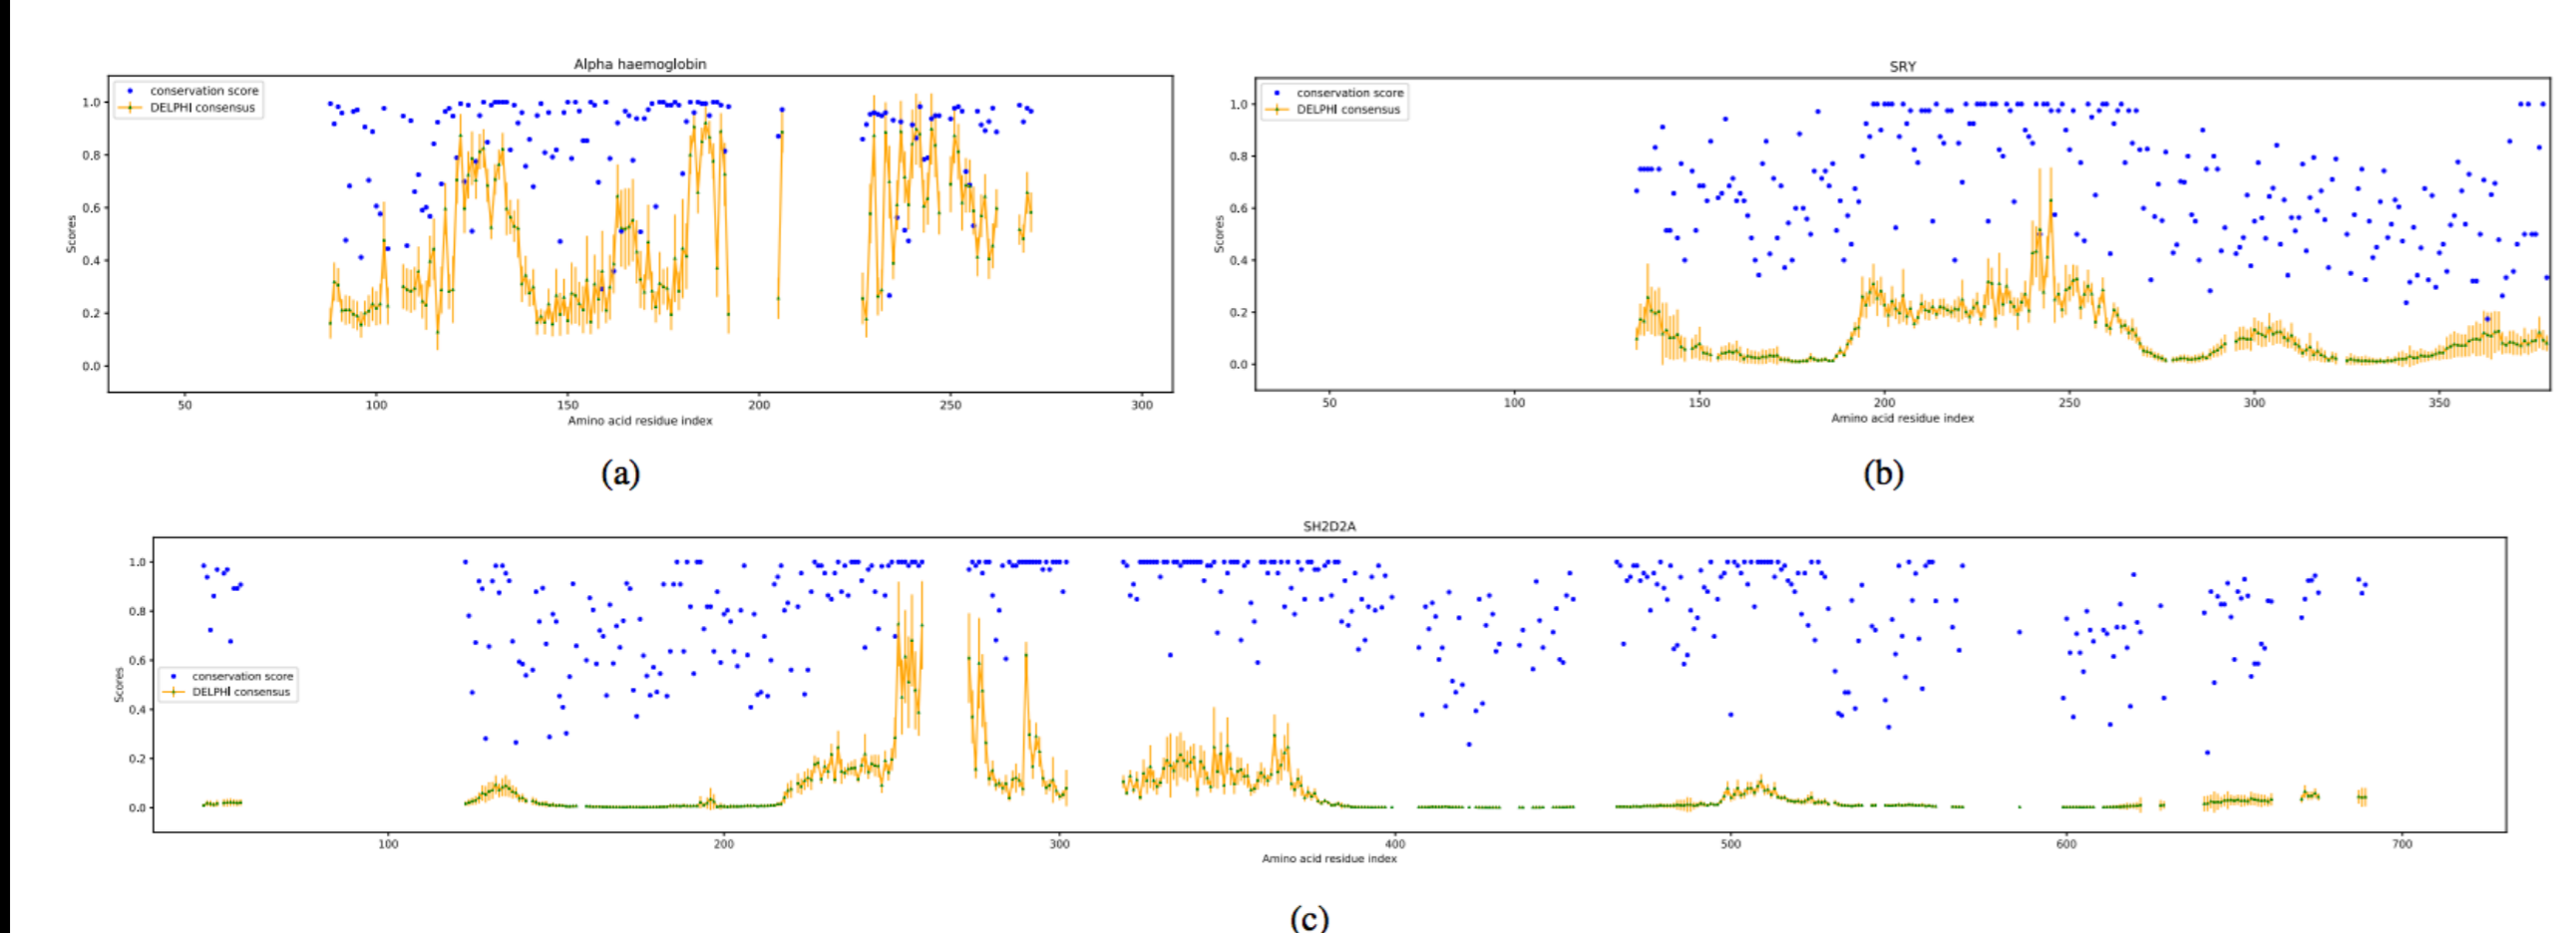 Alpha haemoglobin
conservation score
DELPHI consensus
1.0
0.8
0.6
0.4
0.2
0.0
Scores
50 100 150 200 250 300
Amino acid residue index
(a)
SRY
conservation score
DELPHI consensus
1.0
0.8
0.6
0.4
0.2
0.0
Scores
50 100 150 200 250 300 350
Amino acid residue index
(b)
SH2D2A
1.0
0.8
0.6
0.4
0.2
0.0
Scores
conservation score
DELPHI consensus
100 200 300 400 500 600 700
Amino acid residue index
(c)